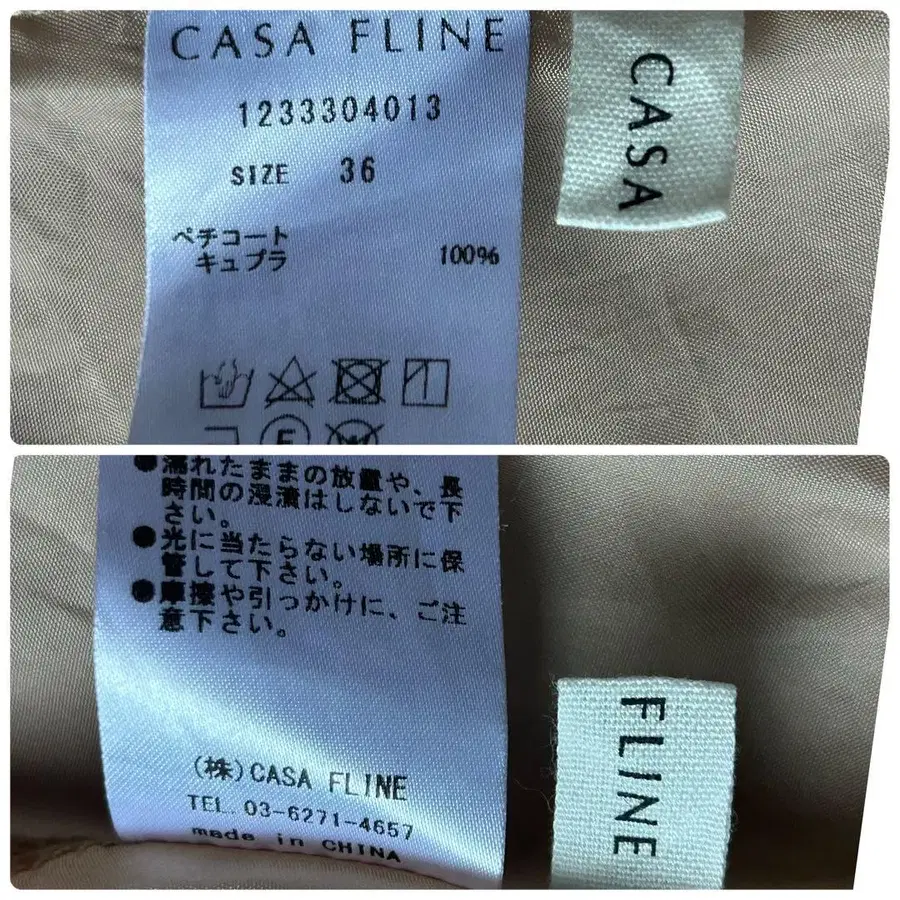 CASA FLINE
1233304013
SIZE 36
ペチコート
キュプラ 100%
CASA
●濡れたままの放置や、長
時間の浸漬はしないで下
さい。
●光に当たらない場所に保
管して下さい。
●摩擦や引っかけに、ご注
意下さい。
(株)CASA FLINE
TEL. 03-6271-4657
made in CHINA
FLINE